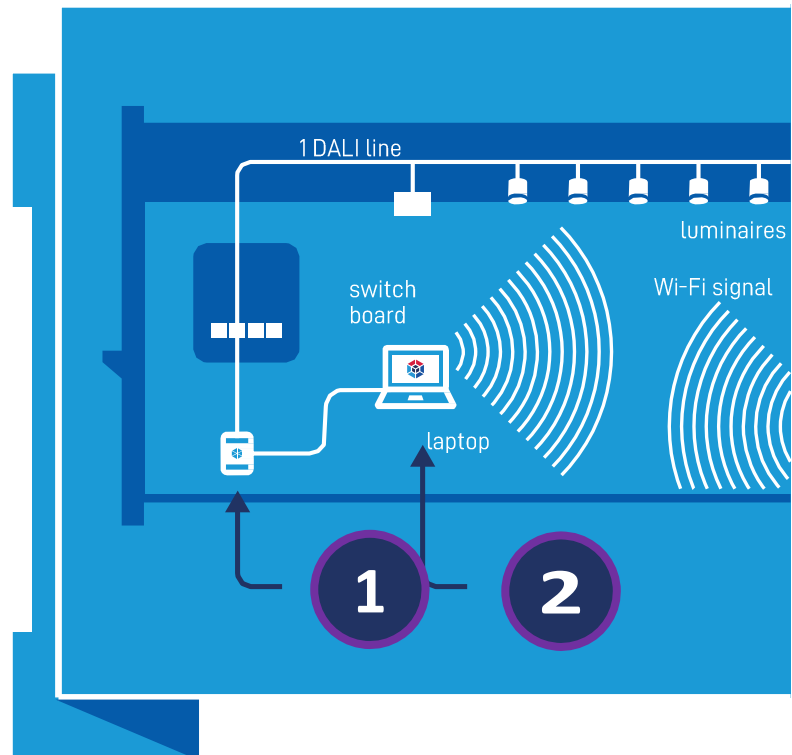 1 DALI line
luminaires
Wi-Fi signal
switch
board
laptop
1
2